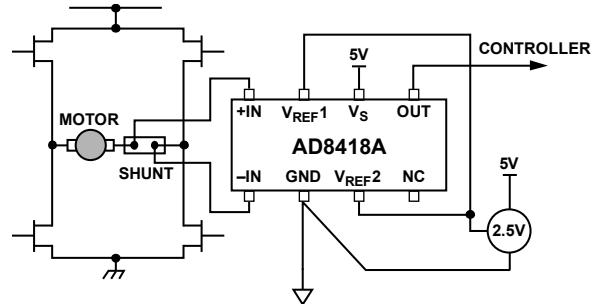 5V
CONTROLLER
+IN VREF1 VS OUT
MOTOR
AD8418A
SHUNT
–IN GND VREF2 NC
5V
2.5V